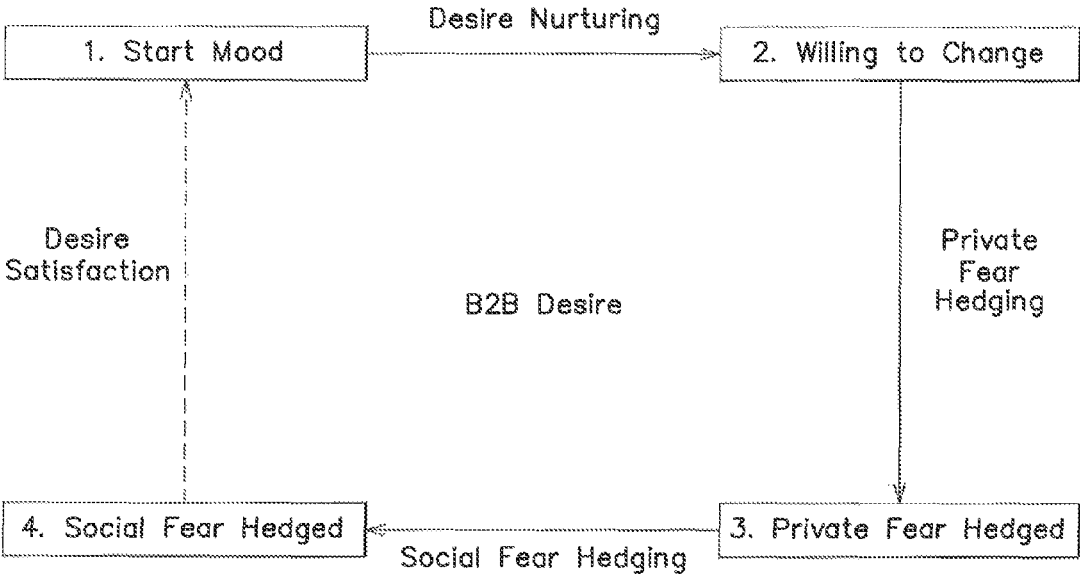 Desire Nurturing
1. Start Mood
2. Willing to Change
Desire
Satisfaction
Private
Fear
Hedging
B2B Desire
4. Social Fear Hedged
3. Private Fear Hedged
Social Fear Hedging